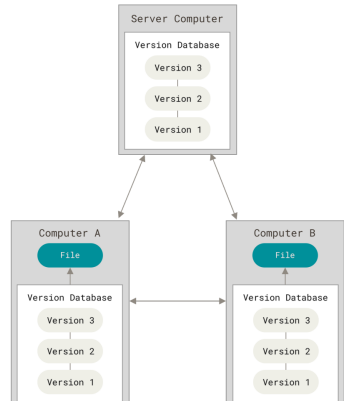 Server Computer
Version Database
Version 3
Version 2
Version 1
Computer A
File
Version Database
Version 3
Version 2
Version 1
Computer B
File
Version Database
Version 3
Version 2
Version 1